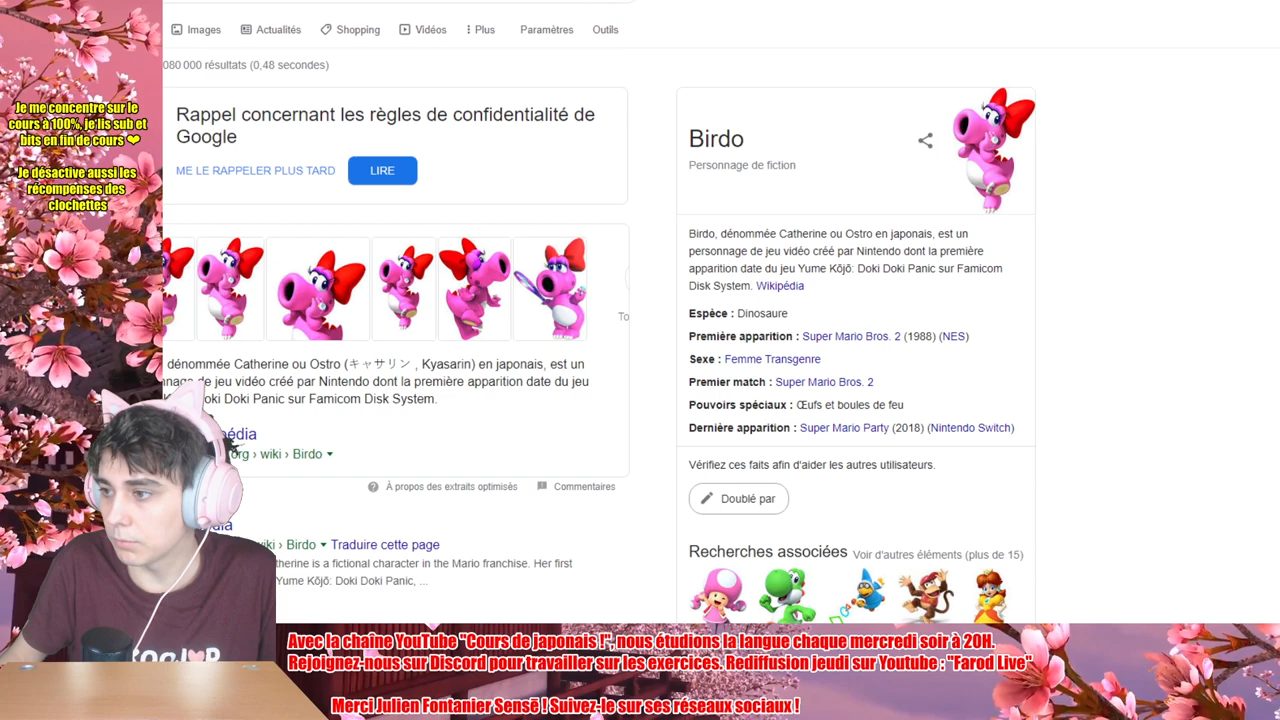 Images
Actualités
Shopping
Vidéos
Plus
Paramètres
Outils
080 000 résultats (0,48 secondes)
Je me concentre sur le
cours à 100%, je lis sub et
bits en fin de cours ❤
Je désactive aussi les
récompenses des
clochettes
Rappel concernant les règles de confidentialité de
Google
ME LE RAPPELER PLUS TARD
LIRE
To
dénommée Catherine ou Ostro (キャサリン , Kyasarin) en japonais, est un
nnage de jeu vidéo créé par Nintendo dont la première apparition date du jeu
Doki Panic sur Famicom Disk System.
pédia
org › wiki › Birdo
À propos des extraits optimisés
Commentaires
dia
wiki › Birdo
Traduire cette page
therine is a fictional character in the Mario franchise. Her first
Yume Kōjō: Doki Doki Panic, ...
Birdo
Personnage de fiction
Birdo, dénommée Catherine ou Ostro en japonais, est un
personnage de jeu vidéo créé par Nintendo dont la première
apparition date du jeu Yume Kōjō: Doki Doki Panic sur Famicom
Disk System. Wikipédia
Espèce : Dinosaure
Première apparition : Super Mario Bros. 2 (1988) (NES)
Sexe : Femme Transgenre
Premier match : Super Mario Bros. 2
Pouvoirs spéciaux : Œufs et boules de feu
Dernière apparition : Super Mario Party (2018) (Nintendo Switch)
Vérifiez ces faits afin d'aider les autres utilisateurs.
Doublé par
Recherches associées
Voir d'autres éléments (plus de 15)
Avec la chaîne YouTube "Cours de japonais !", nous étudions la langue chaque mercredi soir à 20H.
Rejoignez-nous sur Discord pour travailler sur les exercices. Rediffusion jeudi sur Youtube : "Farod Live"
Merci Julien Fontanier Sensē ! Suivez-le sur ses réseaux sociaux !